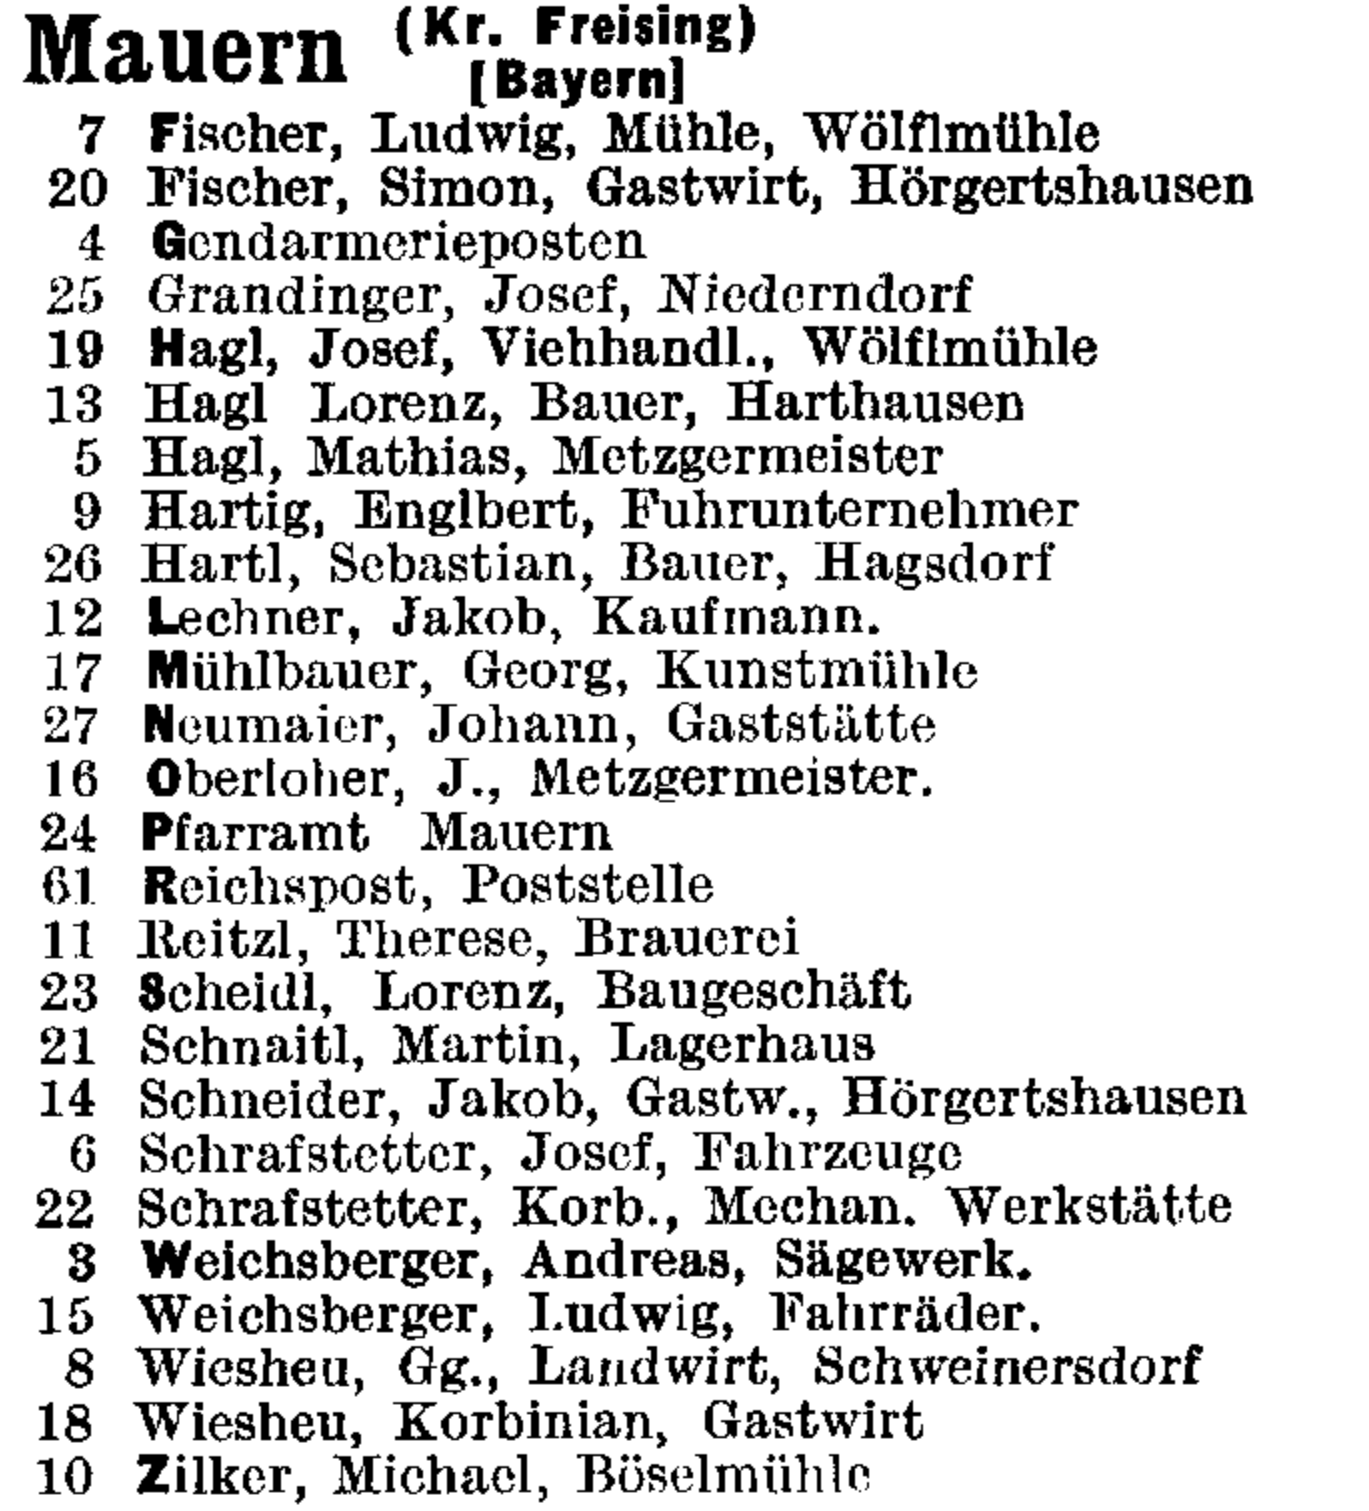 Mauern (Kr. Freising)
[Bayern]
7 Fischer, Ludwig, Mühle, Wölflmühle
20 Fischer, Simon, Gastwirt, Hörgertshausen
4 Gendarmerieposten
25 Grandinger, Josef, Niederndorf
19 Hagl, Josef, Viehhandl., Wölflmühle
13 Hagl Lorenz, Bauer, Harthausen
5 Hagl, Mathias, Metzgermeister
9 Hartig, Englbert, Fuhrunternehmer
26 Hartl, Sebastian, Bauer, Hagsdorf
12 Lechner, Jakob, Kaufmann.
17 Mühlbauer, Georg, Kunstmühle
27 Neumaier, Johann, Gaststätte
16 Oberloher, J., Metzgermeister.
24 Pfarramt Mauern
61 Reichspost, Poststelle
11 Reitzl, Therese, Brauerei
23 Scheidl, Lorenz, Baugeschäft
21 Schnaitl, Martin, Lagerhaus
14 Schneider, Jakob, Gastw., Hörgertshausen
6 Schrafstetter, Josef, Fahrzeuge
22 Schrafstetter, Korb., Mechan. Werkstätte
3 Weichsberger, Andreas, Sägewerk.
15 Weichsberger, Ludwig, Fahrräder.
8 Wiesheu, Gg., Landwirt, Schweinersdorf
18 Wiesheu, Korbinian, Gastwirt
10 Zilker, Michael, Böselmühle